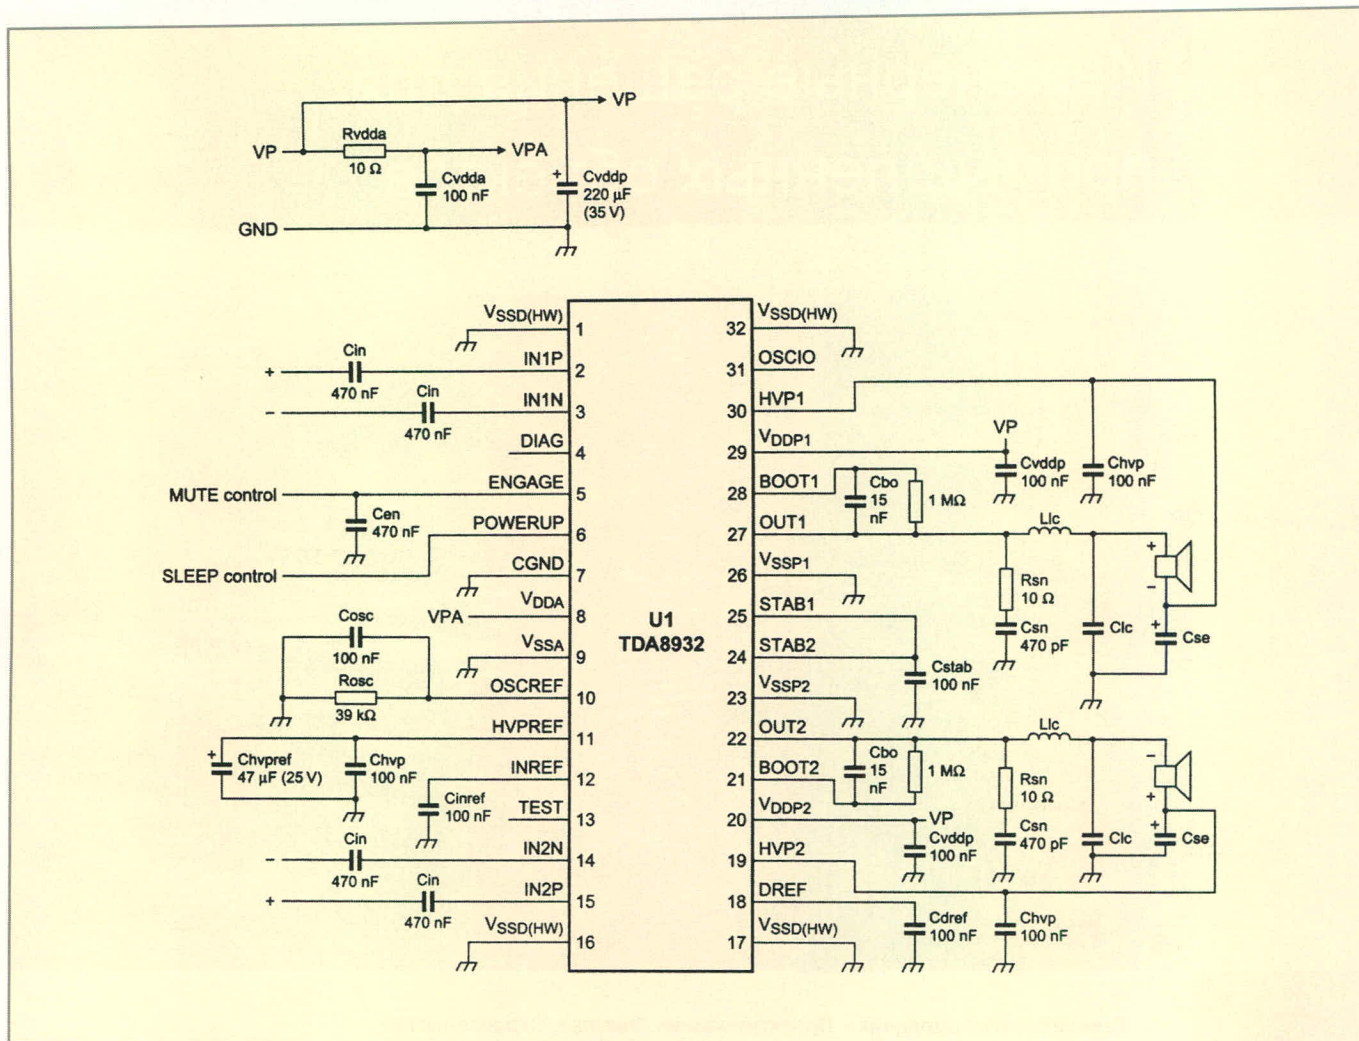 VP
Rvdda
VP
VPA
10 Ω
Cvdda
100 nF
+
Cvddp
220 µF
(35 V)
GND
VSSD(HW)
1
32
VSSD(HW)
Cin
IN1P
+
470 nF
2
31
OSCIO
Cin
IN1N
–
470 nF
3
30
HVP1
DIAG
4
29
VDDP1
VP
Cvddp
100 nF
Chvp
100 nF
MUTE control
ENGAGE
5
28
BOOT1
Cbo
15
nF
1 MΩ
Cen
470 nF
POWERUP
6
27
OUT1
Llc
+
–
SLEEP control
CGND
7
26
VSSP1
Rsn
10 Ω
VPA
VDDA
8
U1
TDA8932
25
STAB1
Csn
470 pF
Clc
+
Cse
Cosc
100 nF
VSSA
9
24
STAB2
Cstab
100 nF
Rosc
39 kΩ
OSCREF
10
23
VSSP2
HVPREF
11
22
OUT2
Llc
+
Chvpref
47 µF (25 V)
Chvp
100 nF
INREF
12
21
BOOT2
Cbo
15
nF
1 MΩ
Rsn
10 Ω
–
+
Cinref
100 nF
TEST
13
20
VDDP2
VP
Cvddp
100 nF
Csn
470 pF
Clc
+
Cse
Cin
IN2N
–
470 nF
14
19
HVP2
Cin
IN2P
+
470 nF
15
18
DREF
Cdref
100 nF
Chvp
100 nF
VSSD(HW)
16
17
VSSD(HW)